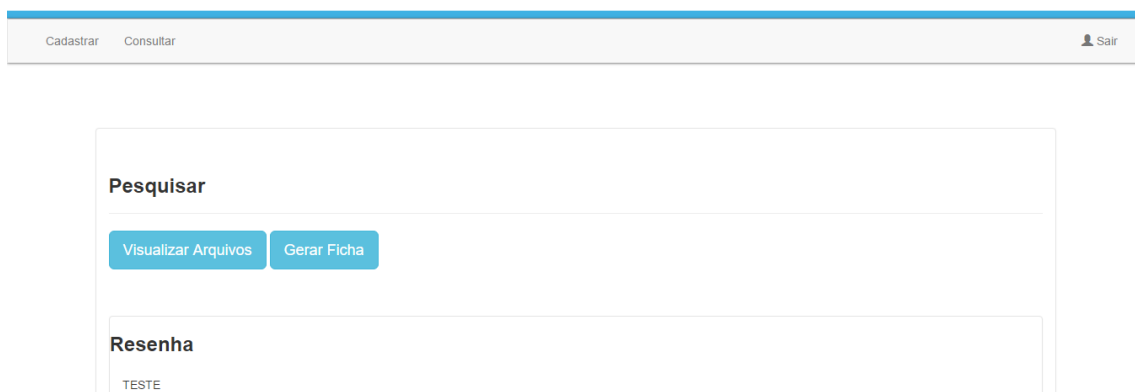 Cadastrar Consultar Sair
Pesquisar
Visualizar Arquivos Gerar Ficha
Resenha
TESTE